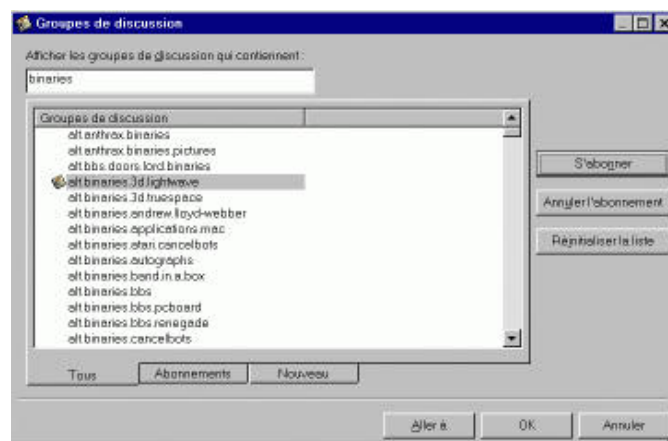 Groupes de discussion
Afficher les groupes de discussion qui contiennent :
binaries
Groupes de discussion
alt.anthrax.binaries
alt.anthrax.binaries.pictures
alt.bbs.doors.lord.binaries
alt.binaries.3d.lightwave
alt.binaries.3d.truespace
alt.binaries.andrew.lloyd-webber
alt.binaries.applications.mac
alt.binaries.atari.cancelbots
alt.binaries.autographs
alt.binaries.band.in.a.box
alt.binaries.bbs
alt.binaries.bbs.pcboard
alt.binaries.bbs.renegade
alt.binaries.cancelbots
S'abonner
Annuler l'abonnement
Réinitialiser la liste
Tous
Abonnements
Nouveau
Aller à
OK
Annuler